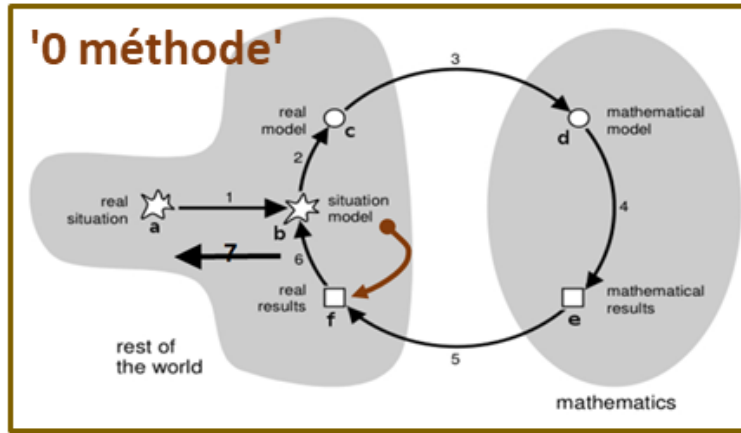 '0 méthode'
real
model
c
3
d
mathematical
model
2
real
situation
a
1
b
situation
model
4
7
6
real
results
f
5
e
mathematical
results
rest of
the world
mathematics